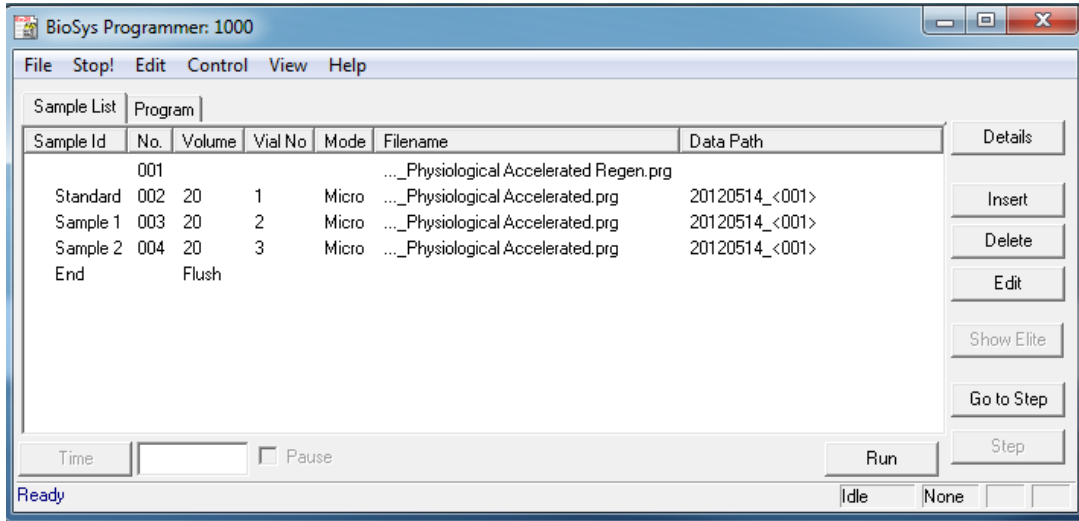 BioSys Programmer: 1000
File Stop! Edit Control View Help
Sample List Program
Sample Id No. Volume Vial No Mode Filename Data Path
001 ..._Physiological Accelerated Regen.prg
Standard 002 20 1 Micro ..._Physiological Accelerated.prg 20120514_<001>
Sample 1 003 20 2 Micro ..._Physiological Accelerated.prg 20120514_<001>
Sample 2 004 20 3 Micro ..._Physiological Accelerated.prg 20120514_<001>
End Flush
Details
Insert
Delete
Edit
Show Elite
Go to Step
Step
Time Pause Run
Ready Idle None